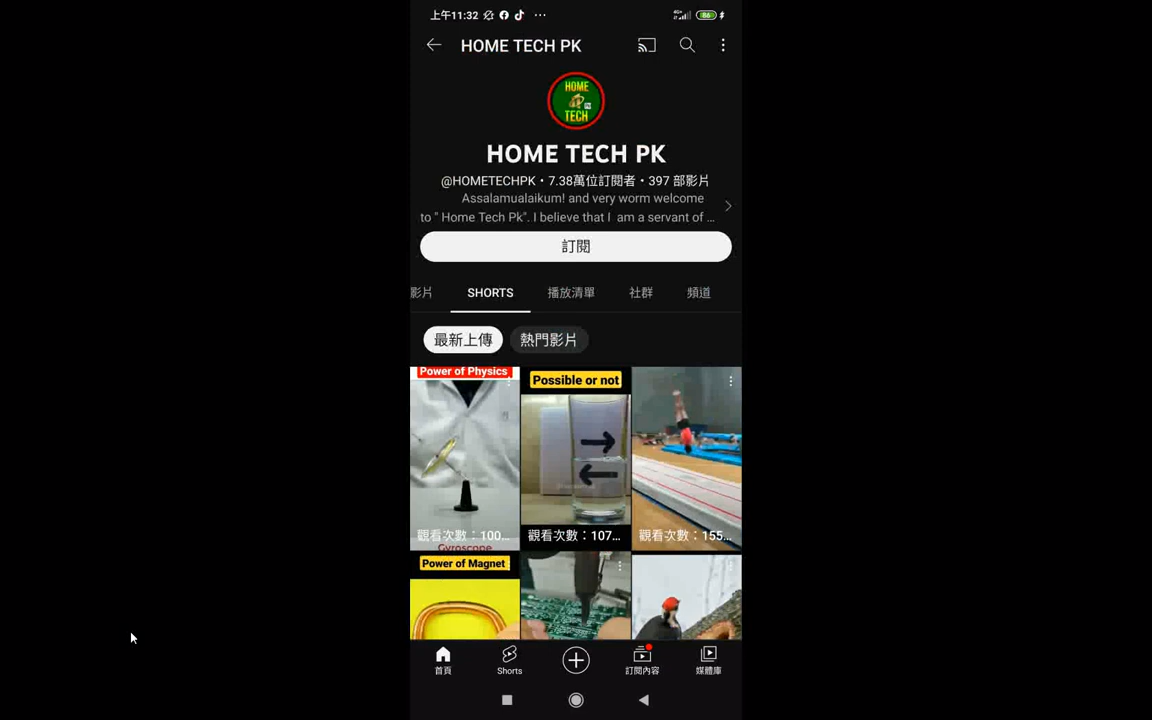 上午11:32
86
HOME TECH PK
HOME
TECH
HOME TECH PK
@HOMETECHPK • 7.38萬位訂閱者 • 397 部影片
Assalamualaikum! and very worm welcome
to " Home Tech Pk". I believe that I am a servant of ...
訂閱
影片 SHORTS 播放清單 社群 頻道
最新上傳 熱門影片
Power of Physics
Possible or not
觀看次數：100...
觀看次數：107...
觀看次數：155...
Gyroscope
Power of Magnet
首頁 Shorts 訂閱內容 媒體庫